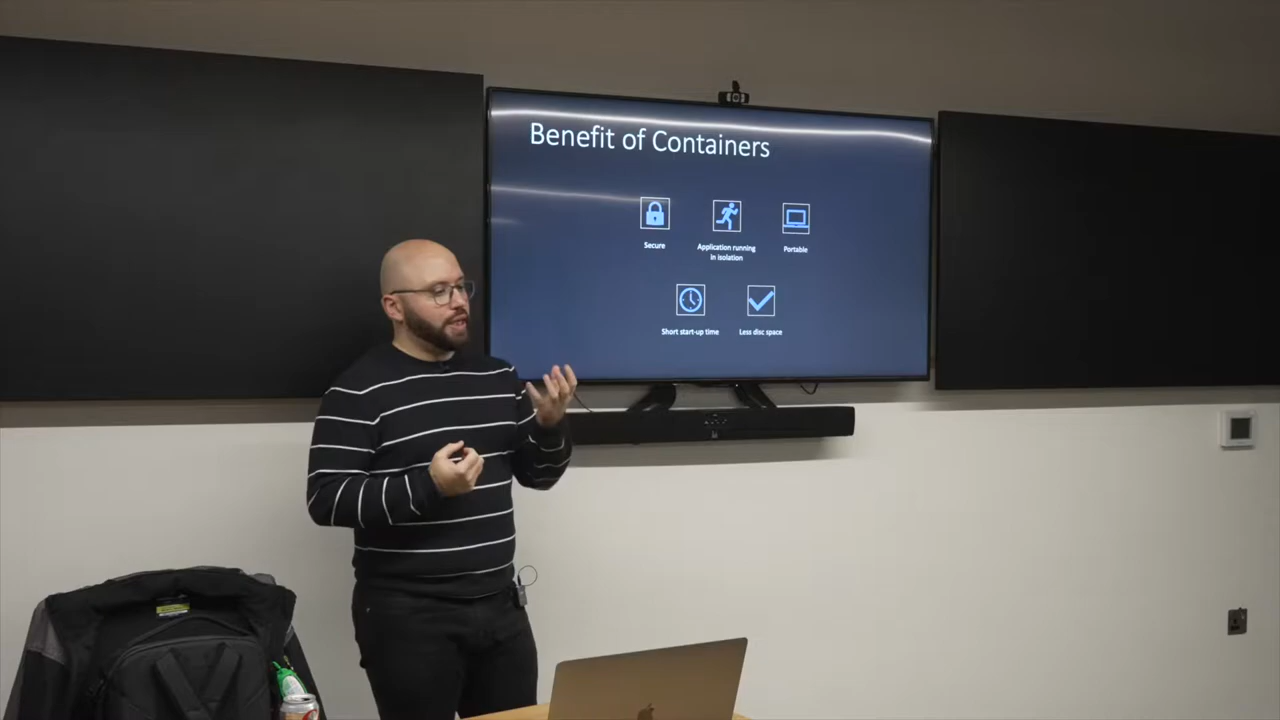 Benefit of Containers
Secure
Application running
in isolation
Portable
Short start-up time
Less disc space